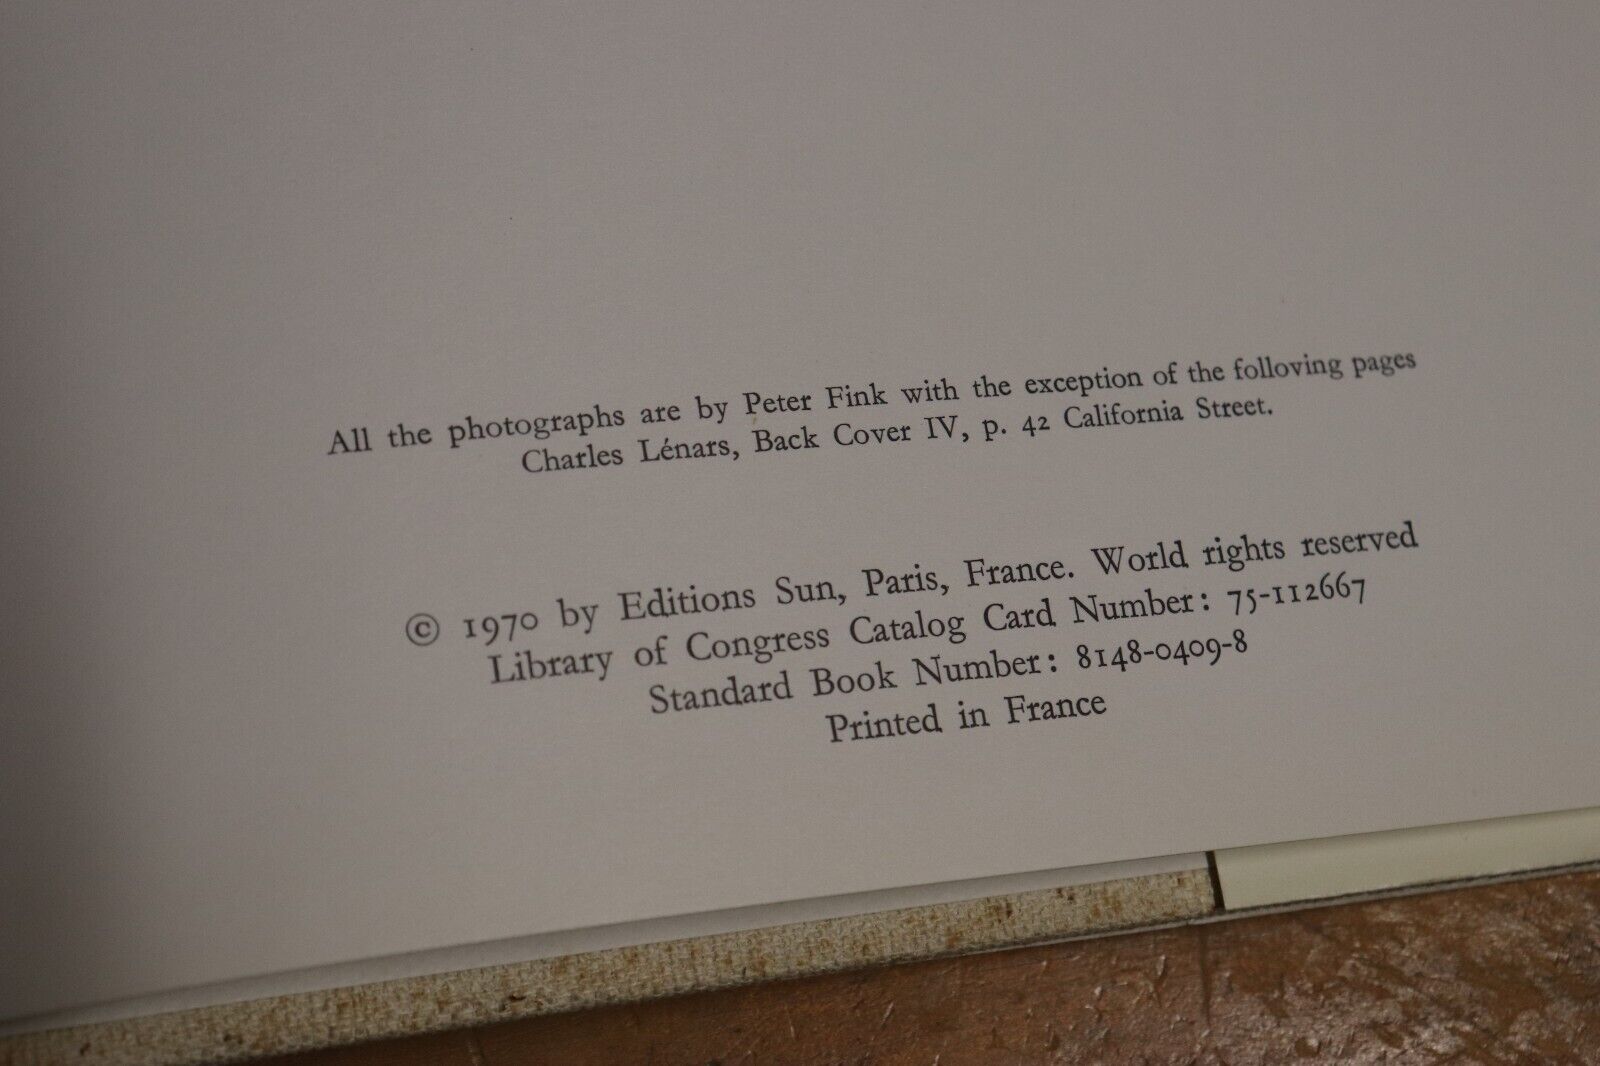 All the photographs are by Peter Fink with the exception of the folloving pages
Charles Lénars, Back Cover IV, p. 42 California Street.
© 1970 by Editions Sun, Paris, France. World rights reserved
Library of Congress Catalog Card Number: 75-112667
Standard Book Number: 8148-0409-8
Printed in France